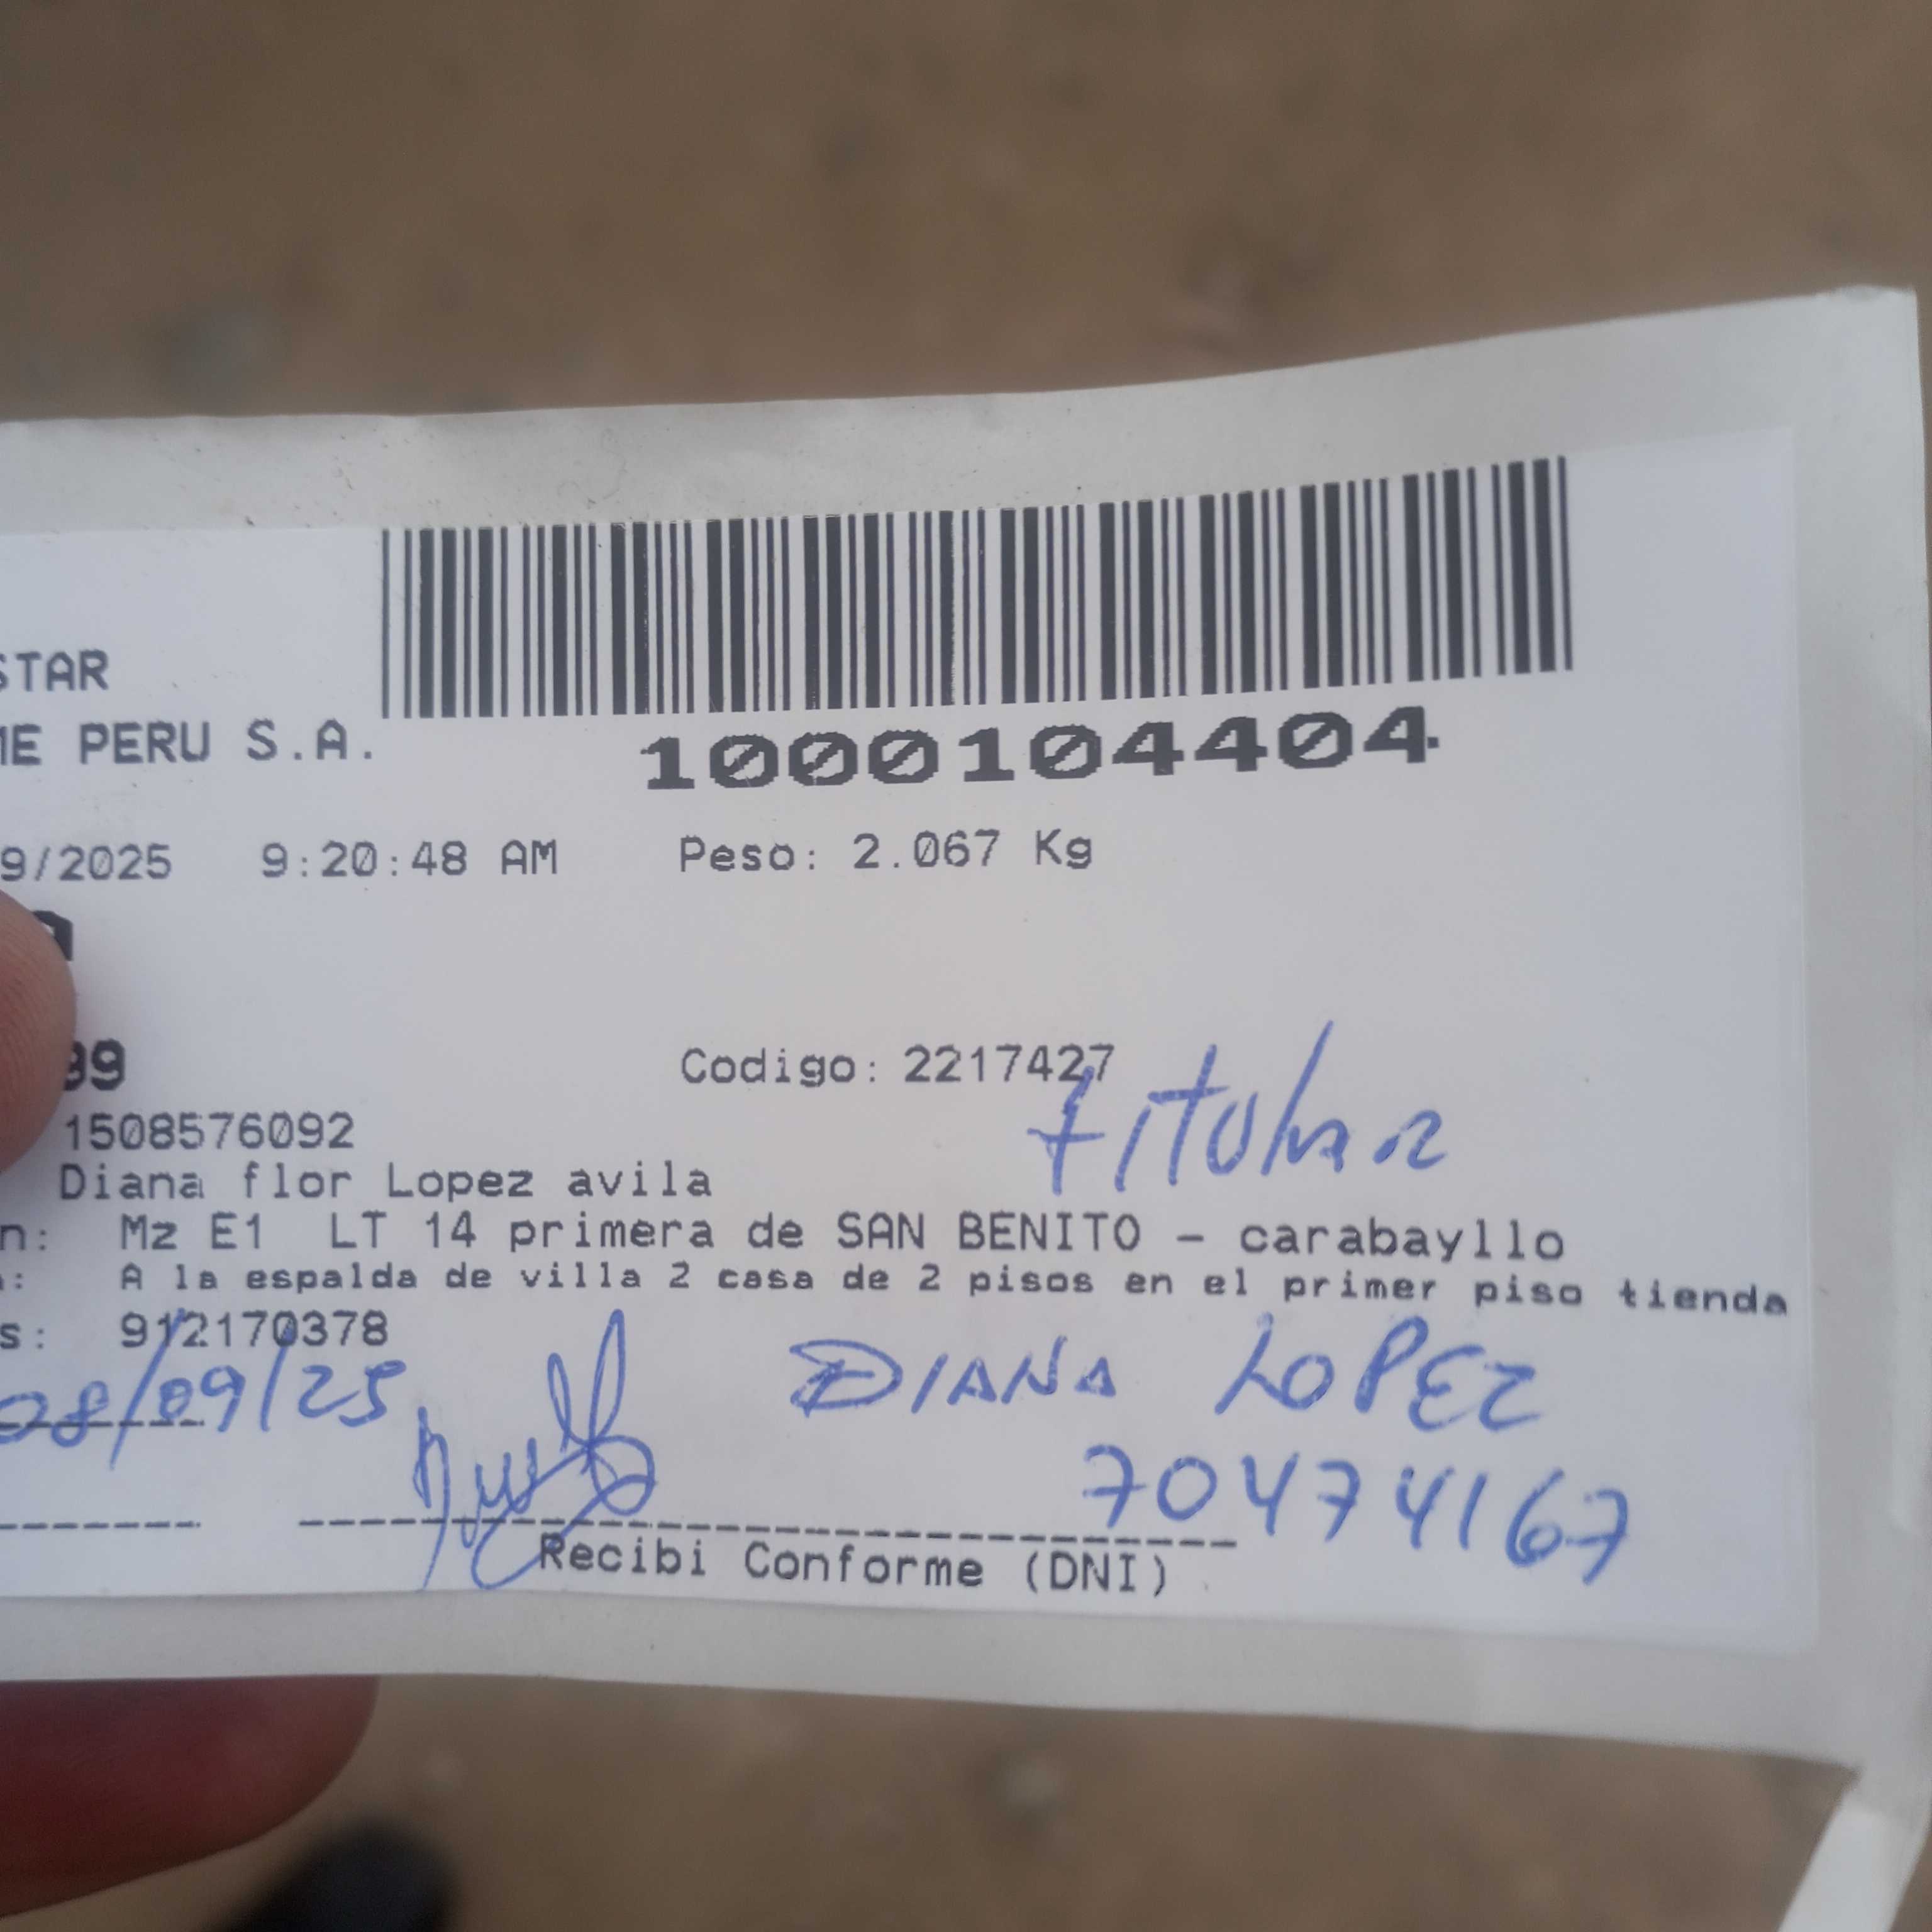 STAR
ME PERU S.A.
1000104404
9/2025 9:20:48 AM Peso: 2.067 Kg
99 Codigo: 2217427
titular
1508576092
Diana flor Lopez avila
n: Mz E1 LT 14 primera de SAN BENITO - carabayllo
: A la espalda de villa 2 casa de 2 pisos en el primer piso tienda
s: 912170378
08/09/25 DIANA LOPEZ
70474167
Recibi Conforme (DNI)